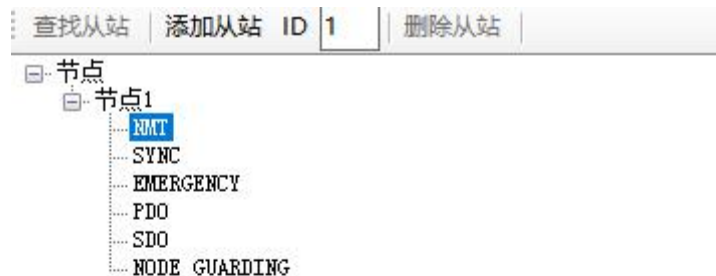 查找从站 添加从站 ID 1 删除从站
节点
节点1
NMT
SYNC
EMERGENCY
PDO
SDO
NODE GUARDING